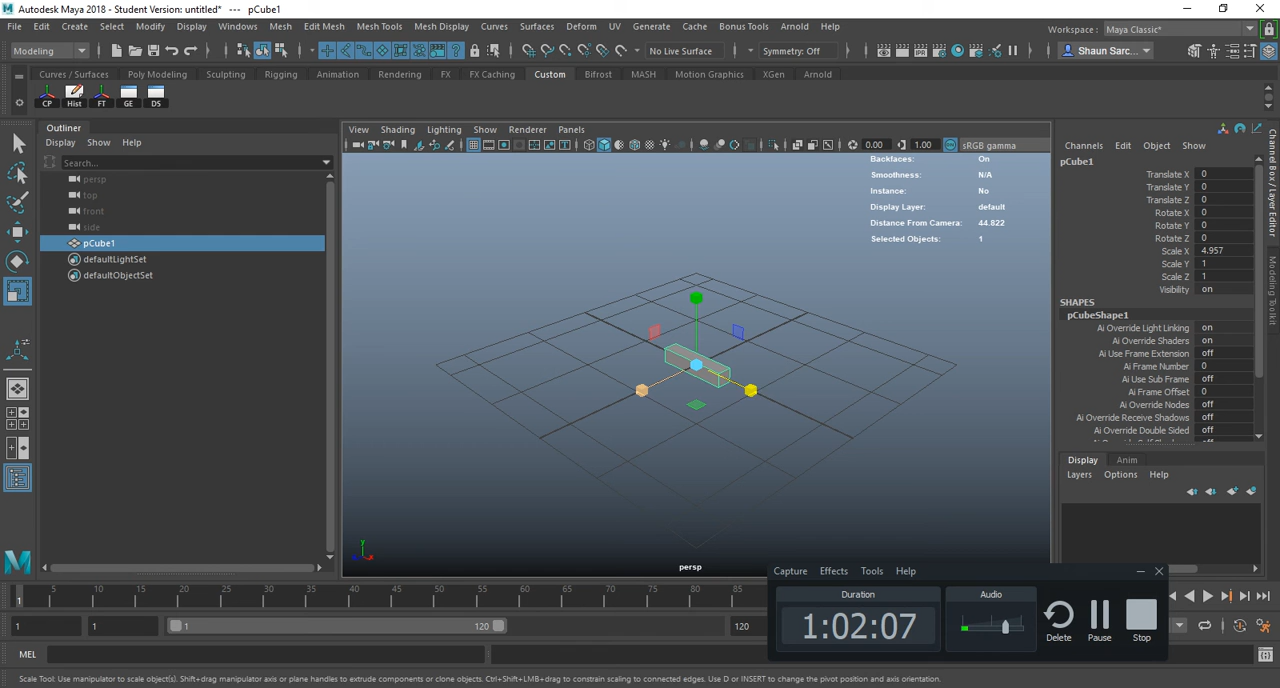 Autodesk Maya 2018 - Student Version: untitled*   ---   pCube1
File Edit Create Select Modify Display Windows Mesh Edit Mesh Mesh Tools Mesh Display Curves Surfaces Deform UV Generate Cache Bonus Tools Arnold Help
Workspace : Maya Classic*
Modeling
No Live Surface
Symmetry: Off
Shaun Sarc...
Curves / Surfaces Poly Modeling Sculpting Rigging Animation Rendering FX FX Caching Custom Bifrost MASH Motion Graphics XGen Arnold
CP Hist FT GE DS
Outliner
Display Show Help
Search...
persp
top
front
side
pCube1
defaultLightSet
defaultObjectSet
View Shading Lighting Show Renderer Panels
0.00 1.00 sRGB gamma
Backfaces: On
Smoothness: N/A
Instance: No
Display Layer: default
Distance From Camera: 44.822
Selected Objects: 1
persp
y
x
Channels Edit Object Show
pCube1
Translate X 0
Translate Y 0
Translate Z 0
Rotate X 0
Rotate Y 0
Rotate Z 0
Scale X 4.957
Scale Y 1
Scale Z 1
Visibility on
SHAPES
pCubeShape1
Ai Override Light Linking on
Ai Override Shaders on
Ai Use Frame Extension off
Ai Frame Number 0
Ai Use Sub Frame off
Ai Frame Offset 0
Ai Override Nodes off
Ai Override Receive Shadows off
Ai Override Double Sided off
Channel Box / Layer Editor
Modeling Toolkit
Display Anim
Layers Options Help
Capture Effects Tools Help
Duration
1:02:07
Audio
Delete Pause Stop
1 5 10 15 20 25 30 35 40 45 50 55 60 65 70 75 80 85
1 1 1 120 120
MEL
Scale Tool: Use manipulator to scale object(s). Shift+drag manipulator axis or plane handles to extrude components or clone objects. Ctrl+Shift+LMB+drag to constrain scaling to connected edges. Use D or INSERT to change the pivot position and axis orientation.